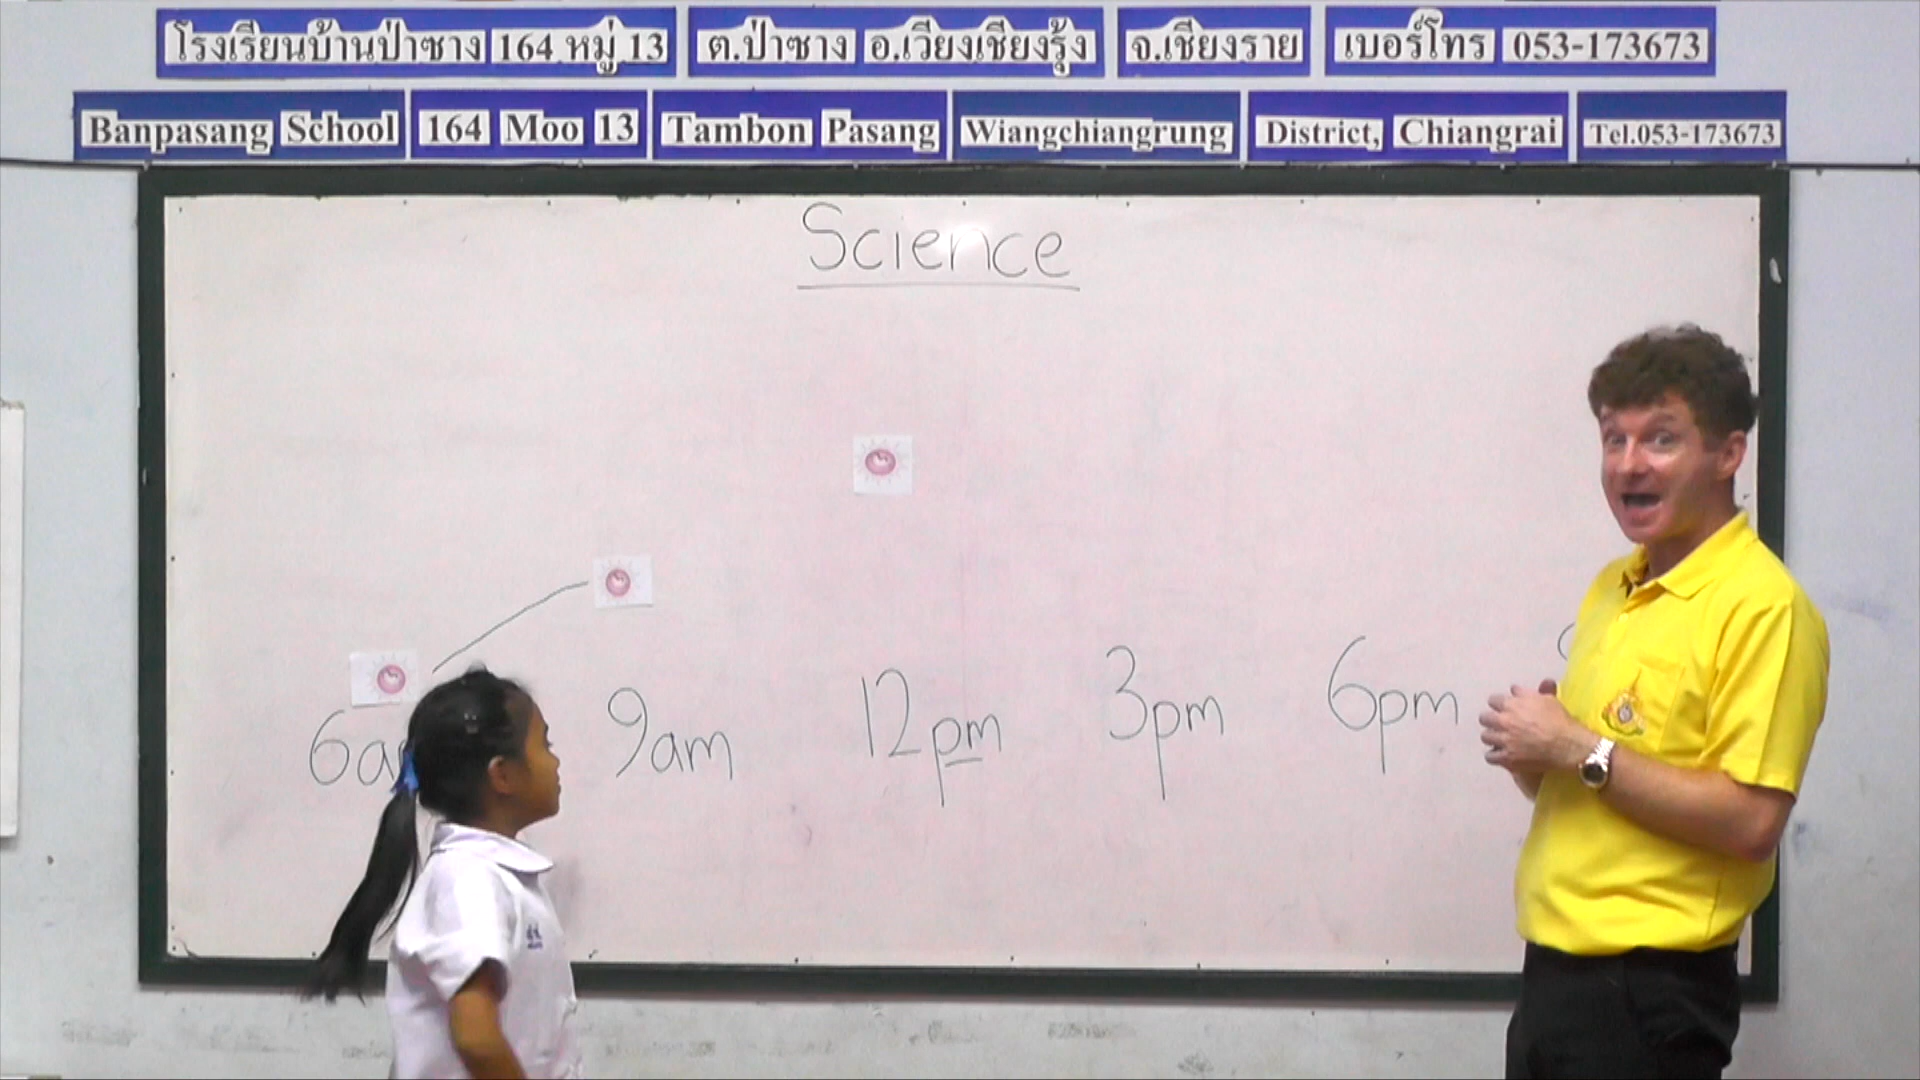 โรงเรียนบ้านป่าซาง 164 หมู่ 13 ต.ป่าซาง อ.เวียงเชียงรุ้ง จ.เชียงราย เบอร์โทร 053-173673
Banpasang School 164 Moo 13 Tambon Pasang Wiangchiangrung District, Chiangrai Tel.053-173673
Science
6a 9am 12pm 3pm 6pm